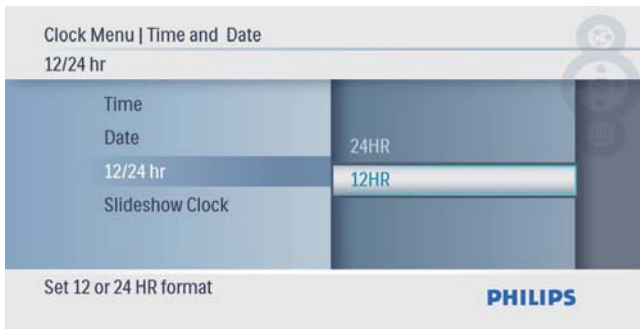 Clock Menu | Time and Date
12/24 hr
Time
Date
12/24 hr
Slideshow Clock
24HR
12HR
Set 12 or 24 HR format
PHILIPS